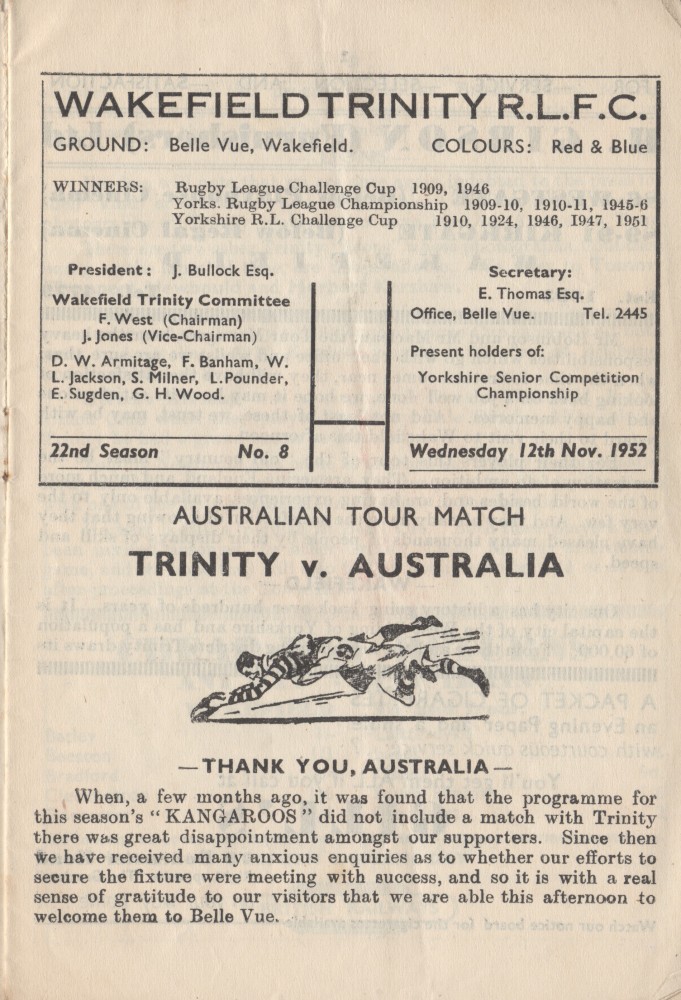 WAKEFIELD TRINITY R.L.F.C.
GROUND: Belle Vue, Wakefield. COLOURS: Red & Blue
WINNERS: Rugby League Challenge Cup 1909, 1946
Yorks. Rugby League Championship 1909-10, 1910-11, 1945-6
Yorkshire R.L. Challenge Cup 1910, 1924, 1946, 1947, 1951
President: J. Bullock Esq.
Wakefield Trinity Committee
F. West (Chairman)
J. Jones (Vice-Chairman)
D. W. Armitage, F. Banham, W.
L. Jackson, S. Milner, L. Pounder,
E. Sugden, G. H. Wood.
22nd Season No. 8
Secretary:
E. Thomas Esq.
Office, Belle Vue. Tel. 2445
Present holders of:
Yorkshire Senior Competition
Championship
Wednesday 12th Nov. 1952
AUSTRALIAN TOUR MATCH
TRINITY v. AUSTRALIA
—THANK YOU, AUSTRALIA—
When, a few months ago, it was found that the programme for
this season's "KANGAROOS" did not include a match with Trinity
there was great disappointment amongst our supporters. Since then
we have received many anxious enquiries as to whether our efforts to
secure the fixture were meeting with success, and so it is with a real
sense of gratitude to our visitors that we are able this afternoon to
welcome them to Belle Vue.